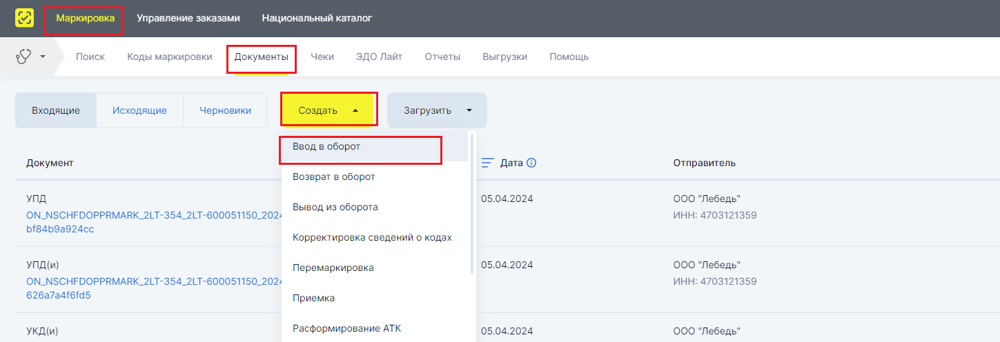 Маркировка Управление заказами Национальный каталог
Поиск Коды маркировки Документы Чеки ЭДО Лайт Отчеты Выгрузки Помощь
Входящие Исходящие Черновики Создать Загрузить
Ввод в оборот
Документ Дата Отправитель
Возврат в оборот
УПД 05.04.2024 ООО "Лебедь"
Вывод из оборота
ON_NSCHFDOPPRMARK_2LT-354_2LT-600051150_2024 ИНН: 4703121359
bf84b9a924cc
Корректировка сведений о кодах
УПД(и) 05.04.2024 ООО "Лебедь"
Перемаркировка
ON_NSCHFDOPPRMARK_2LT-354_2LT-600051150_2024 ИНН: 4703121359
626a7a4f6fd5
Приемка
УКД(и) 05.04.2024 ООО "Лебедь"
Расформирование АТК